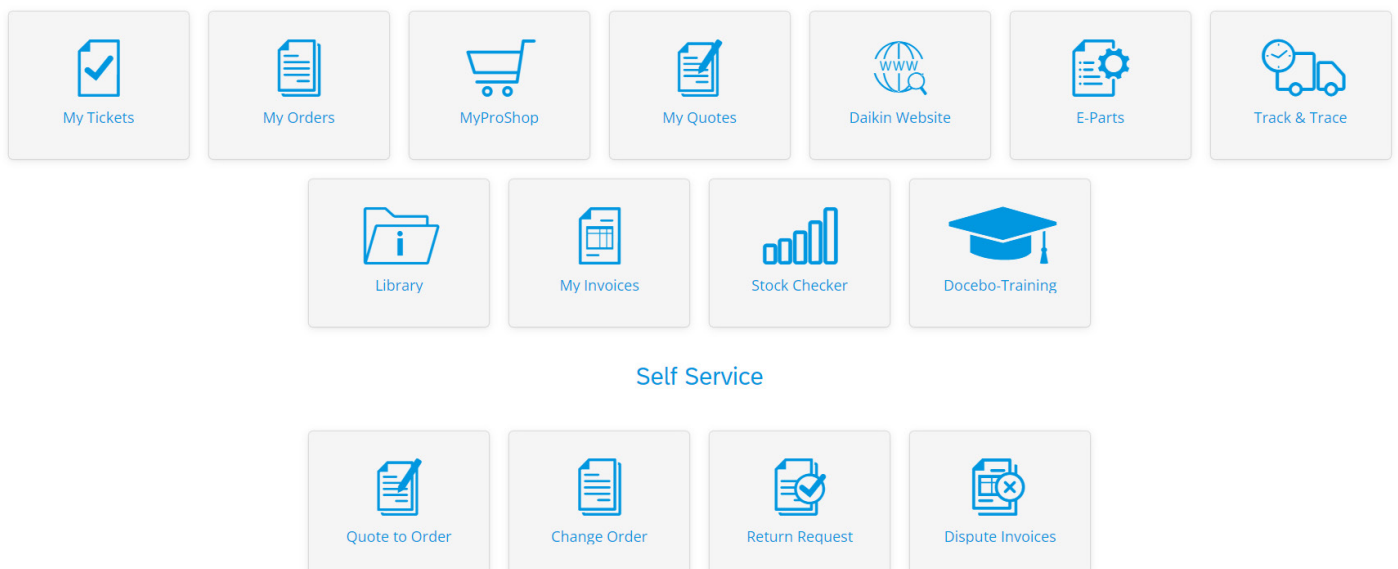 My Tickets
My Orders
MyProShop
My Quotes
WWW
Daikin Website
E-Parts
Track & Trace
i
Library
My Invoices
Stock Checker
Docebo-Training
Self Service
Quote to Order
Change Order
Return Request
Dispute Invoices